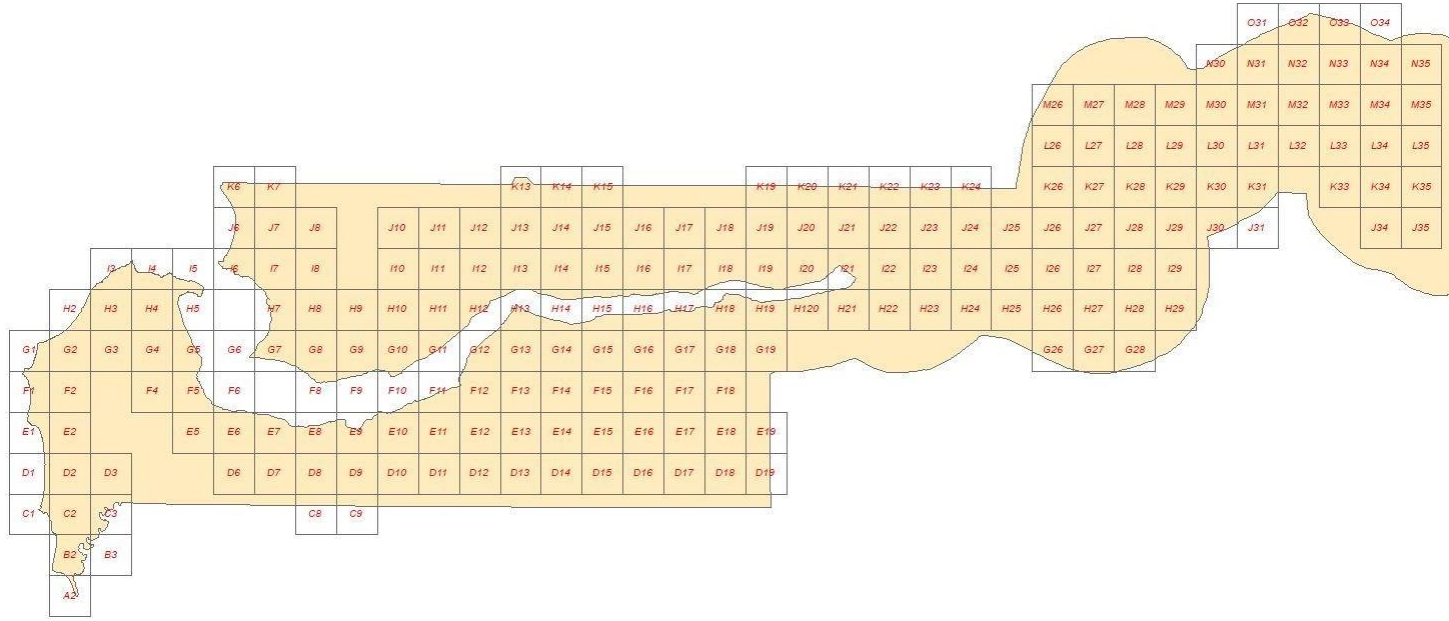 O31 O32 O33 O34
N30 N31 N32 N33 N34 N35
M26 M27 M28 M29 M30 M31 M32 M33 M34 M35
L26 L27 L28 L29 L30 L31 L32 L33 L34 L35
K6 K7 K13 K14 K15 K19 K20 K21 K22 K23 K24 K26 K27 K28 K29 K30 K31 K33 K34 K35
J6 J7 J8 J10 J11 J12 J13 J14 J15 J16 J17 J18 J19 J20 J21 J22 J23 J24 J25 J26 J27 J28 J29 J30 J31 J34 J35
I3 I4 I5 I6 I7 I8 I10 I11 I12 I13 I14 I15 I16 I17 I18 I19 I20 I21 I22 I23 I24 I25 I26 I27 I28 I29
H2 H3 H4 H5 H7 H8 H9 H10 H11 H12 H13 H14 H15 H16 H17 H18 H19 H120 H21 H22 H23 H24 H25 H26 H27 H28 H29
G1 G2 G3 G4 G5 G6 G7 G8 G9 G10 G11 G12 G13 G14 G15 G16 G17 G18 G19 G26 G27 G28
F1 F2 F4 F5 F6 F8 F9 F10 F11 F12 F13 F14 F15 F16 F17 F18
E1 E2 E5 E6 E7 E8 E9 E10 E11 E12 E13 E14 E15 E16 E17 E18 E19
D1 D2 D3 D6 D7 D8 D9 D10 D11 D12 D13 D14 D15 D16 D17 D18 D19
C1 C2 C3 C8 C9
B2 B3
A2